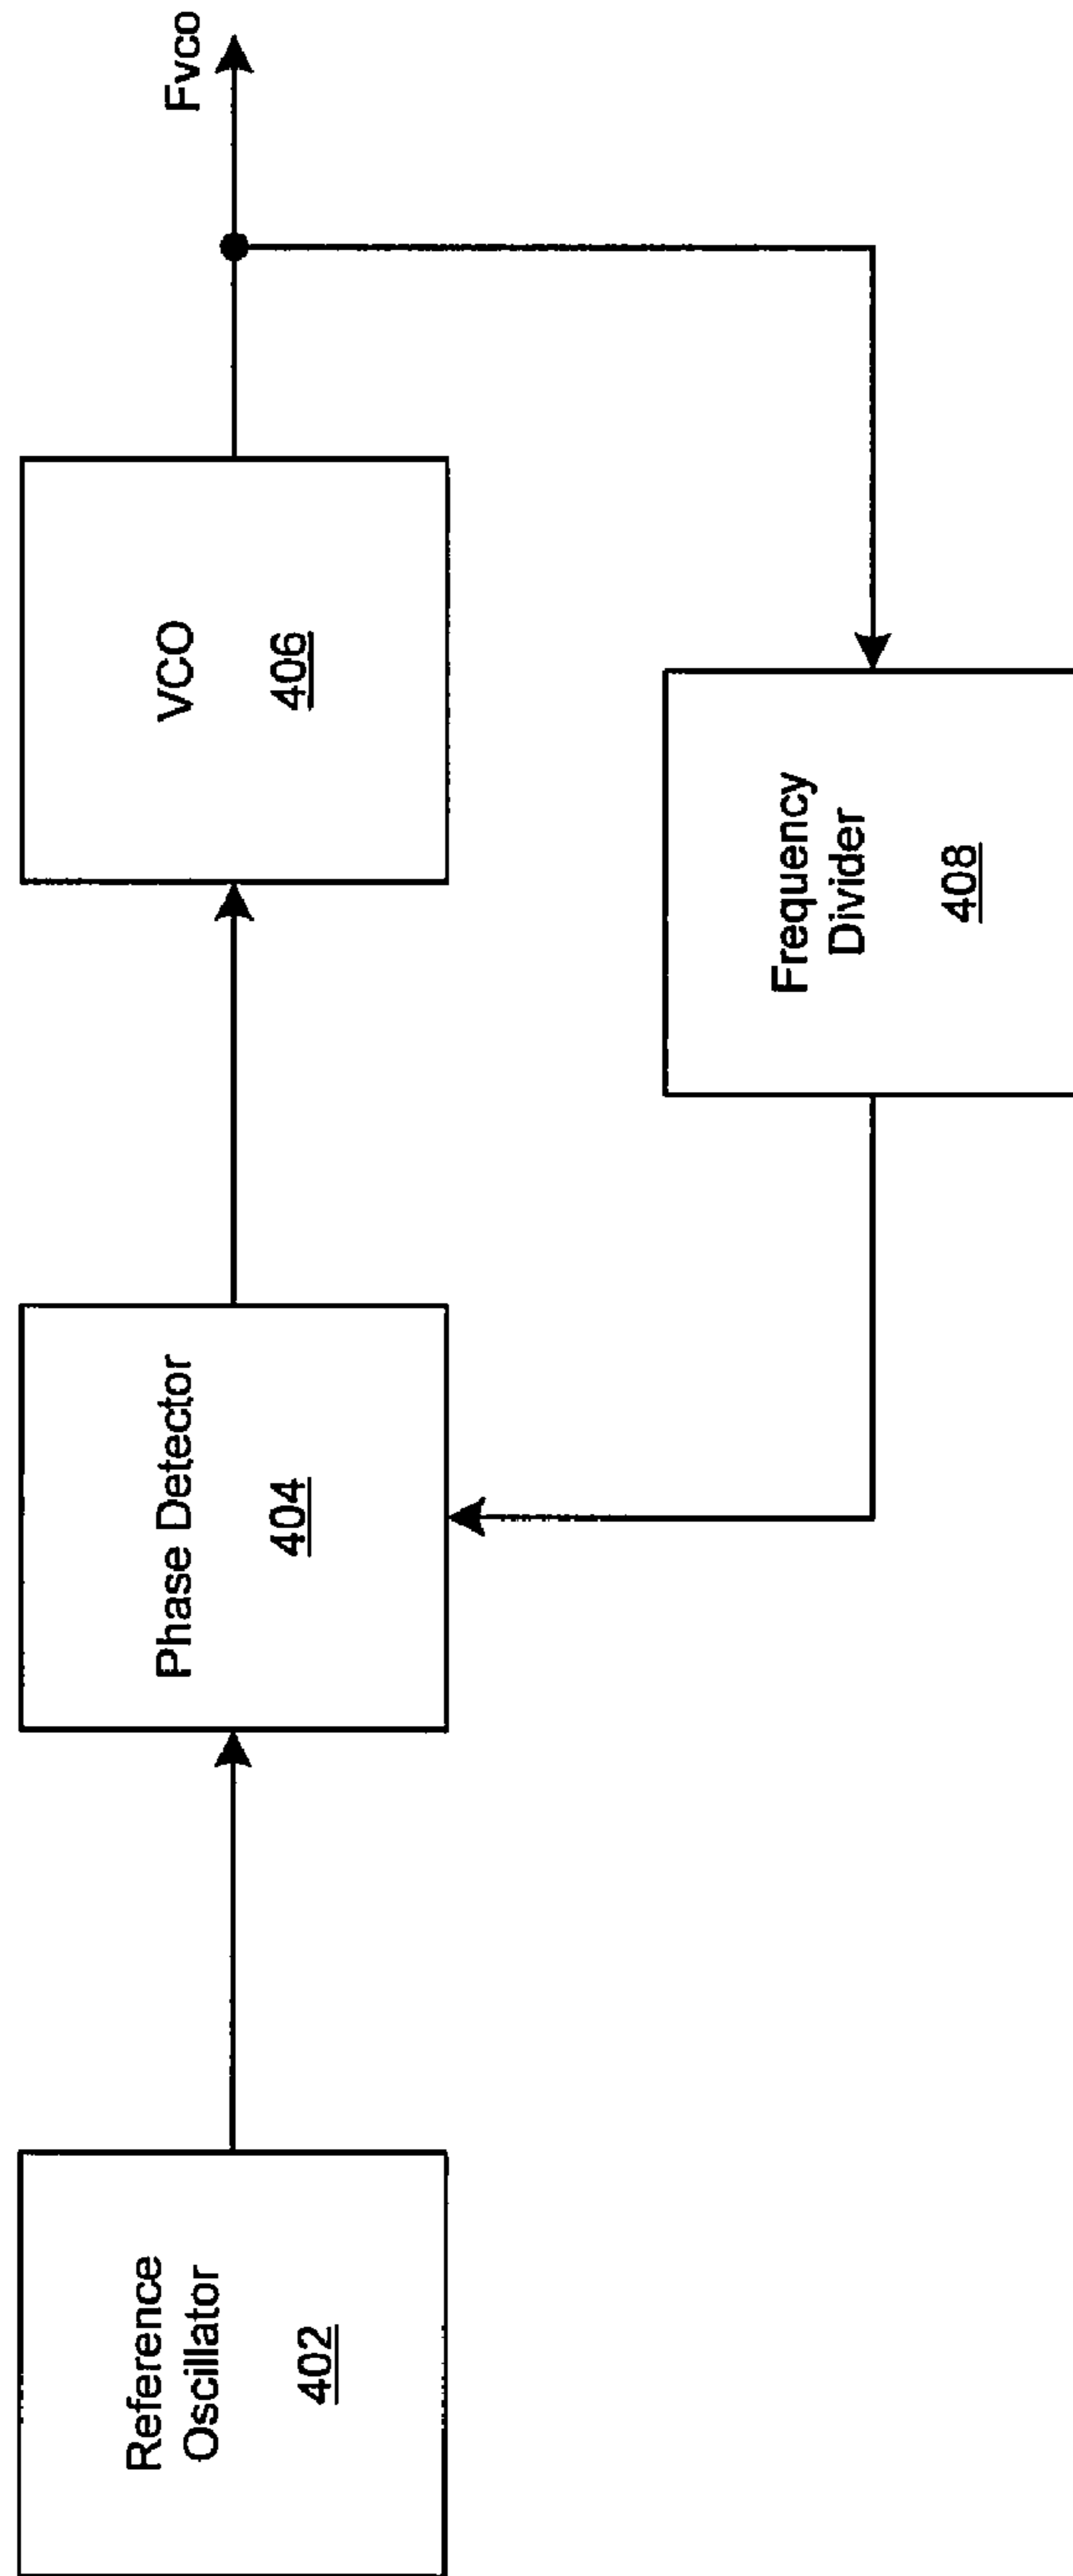 Reference
Oscillator
402
Phase Detector
404
VCO
406
Fvco
Frequency
Divider
408